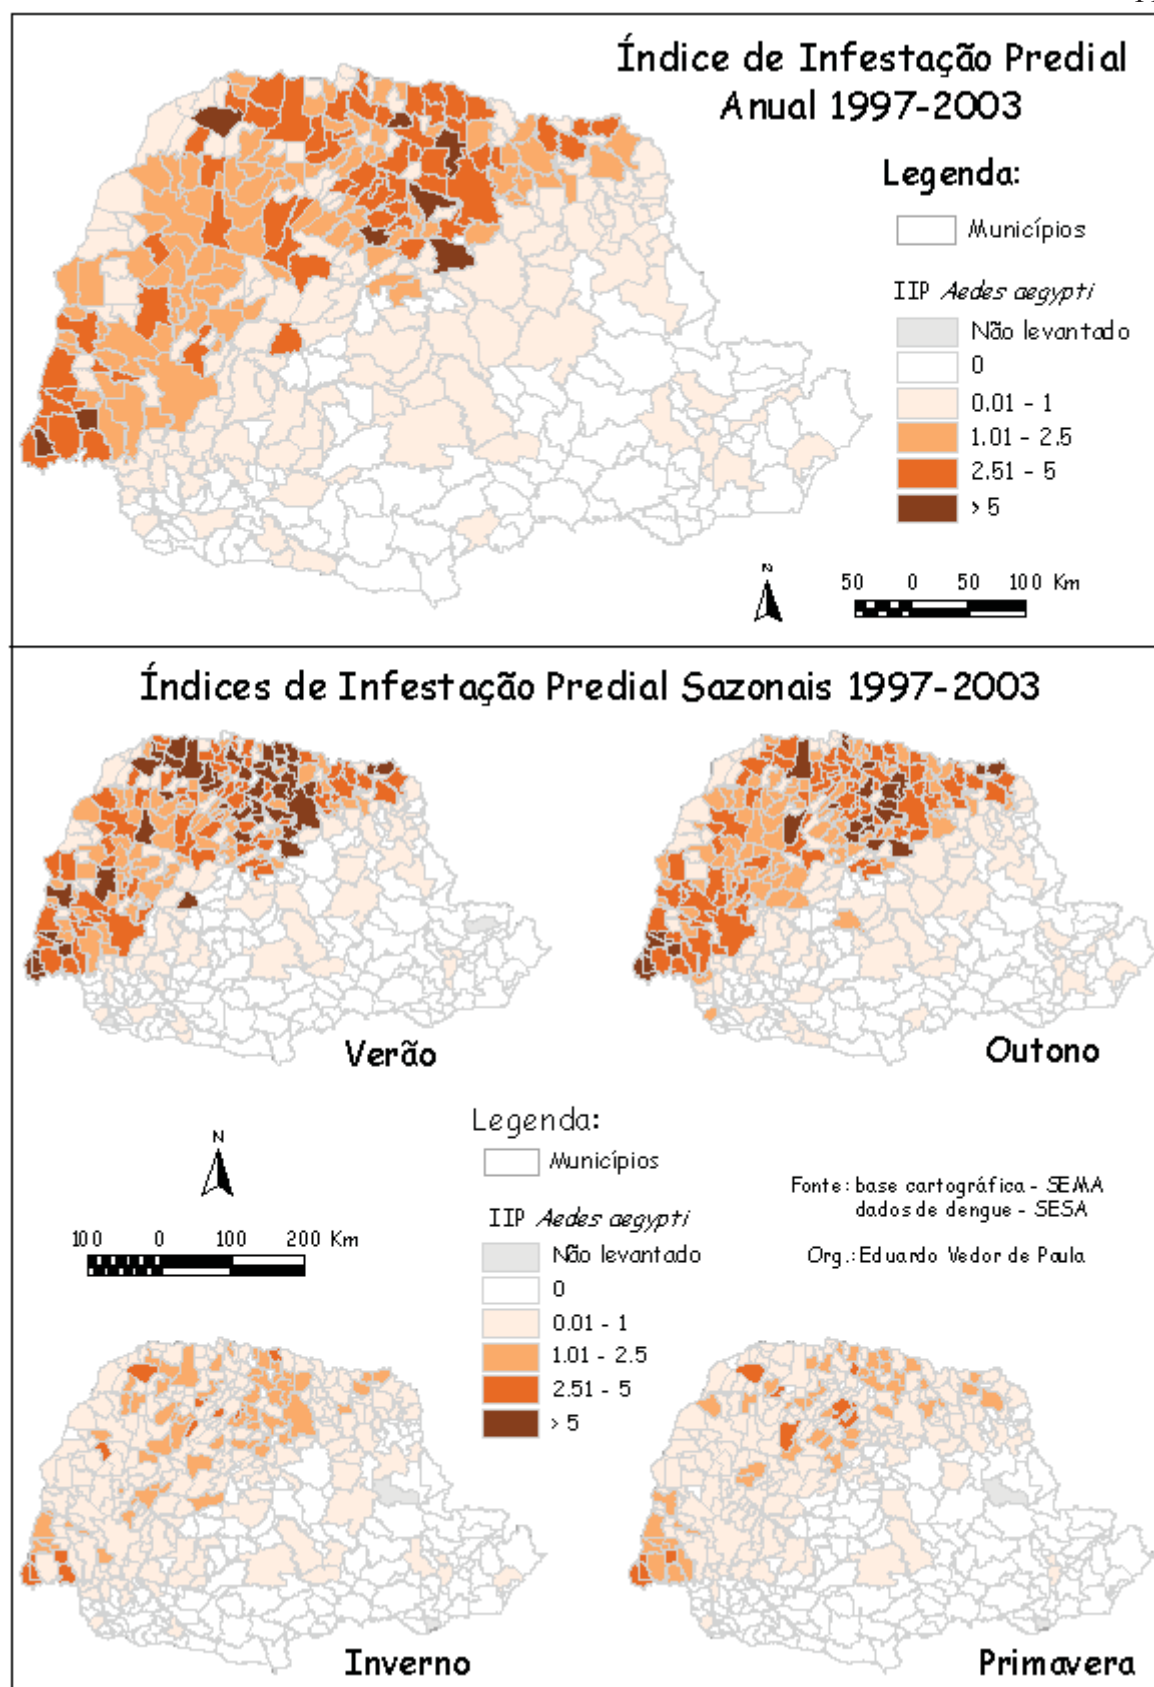 Índice de Infestação Predial
Anual 1997-2003
Legenda:
Municípios
IIP Aedes aegypti
Não levantado
0
0.01 - 1
1.01 - 2.5
2.51 - 5
> 5
N
50 0 50 100 Km
Índices de Infestação Predial Sazonais 1997-2003
Verão
Outono
N
100 0 100 200 Km
Legenda:
Municípios
IIP Aedes aegypti
Não levantado
0
0.01 - 1
1.01 - 2.5
2.51 - 5
> 5
Fonte: base cartográfica - SEMA
dados de dengue - SESA
Org.: Eduardo Vedor de Paula
Inverno
Primavera